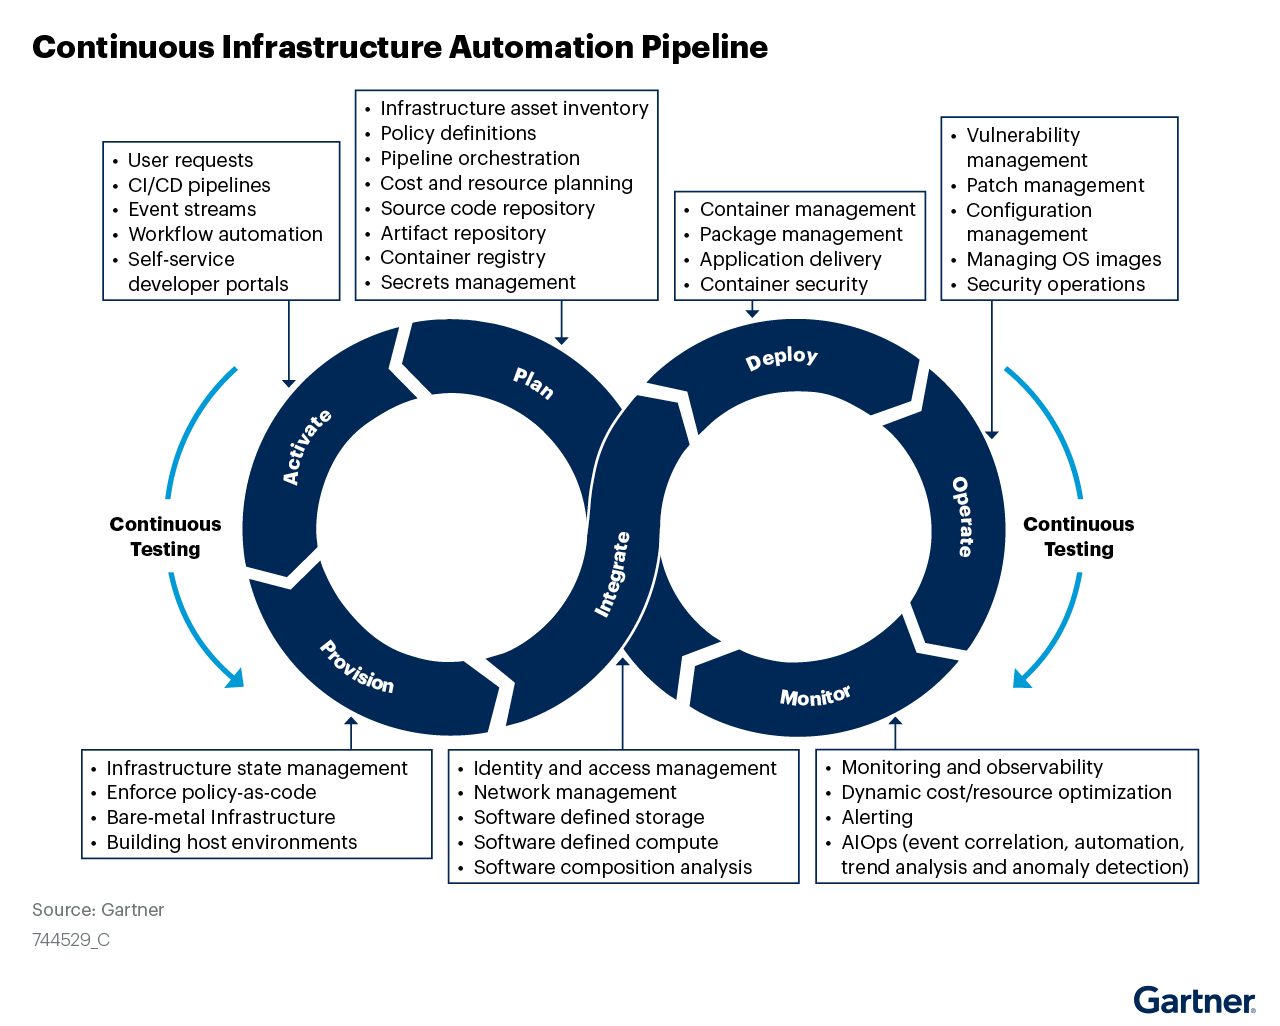 Continuous Infrastructure Automation Pipeline
• User requests
• CI/CD pipelines
• Event streams
• Workflow automation
• Self-service
developer portals
• Infrastructure asset inventory
• Policy definitions
• Pipeline orchestration
• Cost and resource planning
• Source code repository
• Artifact repository
• Container registry
• Secrets management
• Container management
• Package management
• Application delivery
• Container security
• Vulnerability
management
• Patch management
• Configuration
management
• Managing OS images
• Security operations
Activate
Plan
Deploy
Operate
Continuous
Testing
Integrate
Continuous
Testing
Provision
Monitor
• Infrastructure state management
• Enforce policy-as-code
• Bare-metal Infrastructure
• Building host environments
• Identity and access management
• Network management
• Software defined storage
• Software defined compute
• Software composition analysis
• Monitoring and observability
• Dynamic cost/resource optimization
• Alerting
• AIOps (event correlation, automation,
trend analysis and anomaly detection)
Source: Gartner
744529_C
Gartner®